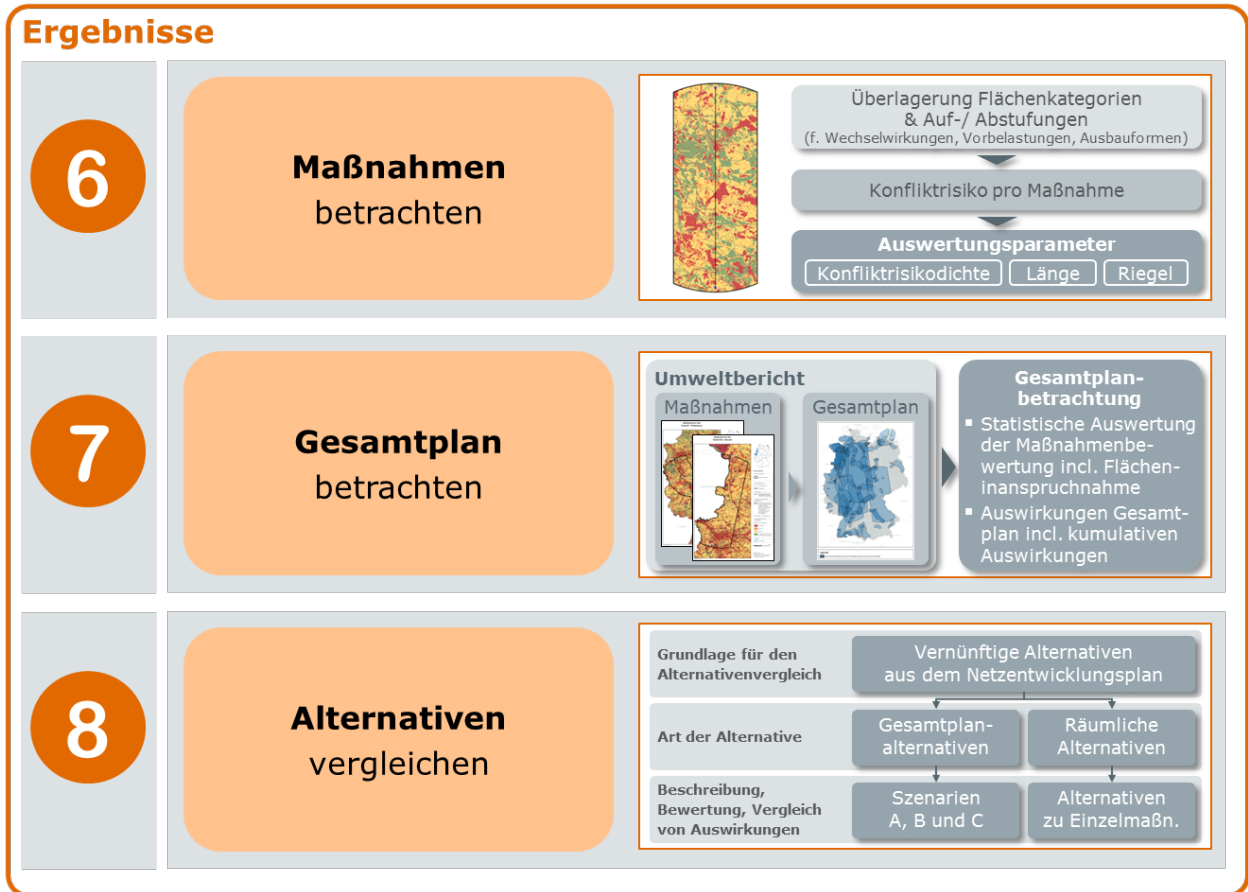 Ergebnisse
6
Maßnahmen
betrachten
Überlagerung Flächenkategorien
& Auf-/ Abstufungen
(f. Wechselwirkungen, Vorbelastungen, Ausbauformen)
Konfliktrisiko pro Maßnahme
Auswertungsparameter
Konfliktrisikodichte
Länge
Riegel
7
Gesamtplan
betrachten
Umweltbericht
Maßnahmen
Gesamtplan
Gesamtplan-
betrachtung
▪ Statistische Auswertung
der Maßnahmenbe-
wertung incl. Flächen-
inanspruchnahme
▪ Auswirkungen Gesamt-
plan incl. kumulativen
Auswirkungen
8
Alternativen
vergleichen
Grundlage für den
Alternativenvergleich
Vernünftige Alternativen
aus dem Netzentwicklungsplan
Art der Alternative
Gesamtplan-
alternativen
Räumliche
Alternativen
Beschreibung,
Bewertung, Vergleich
von Auswirkungen
Szenarien
A, B und C
Alternativen
zu Einzelmaßn.